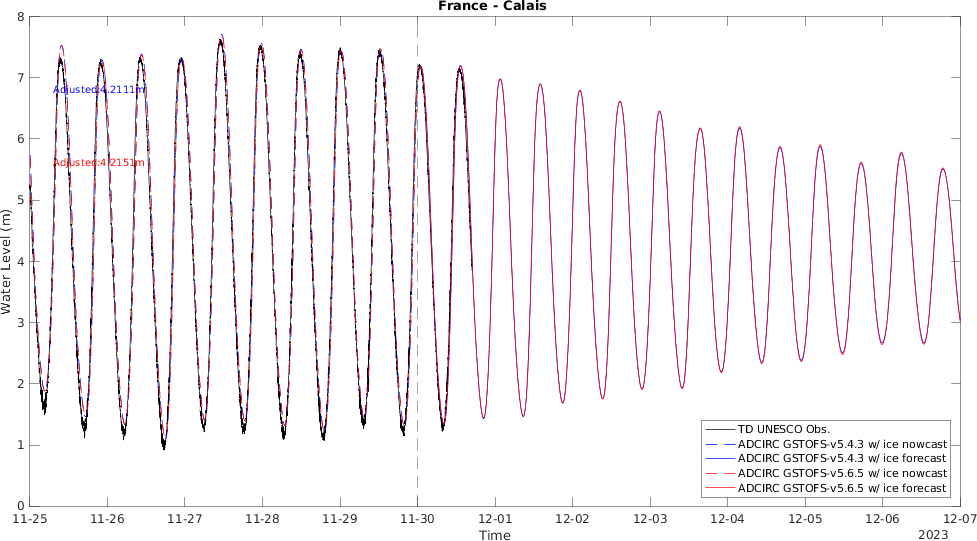 France - Calais
8
7
Adjusted:4.2111m
6
Adjusted:4.2151m
5
Water Level (m)
4
3
2
1
0
TD UNESCO Obs.
ADCIRC GSTOFS-v5.4.3 w/ ice nowcast
ADCIRC GSTOFS-v5.4.3 w/ ice forecast
ADCIRC GSTOFS-v5.6.5 w/ ice nowcast
ADCIRC GSTOFS-v5.6.5 w/ ice forecast
11-25 11-26 11-27 11-28 11-29 11-30 12-01 12-02 12-03 12-04 12-05 12-06 12-07
Time
2023